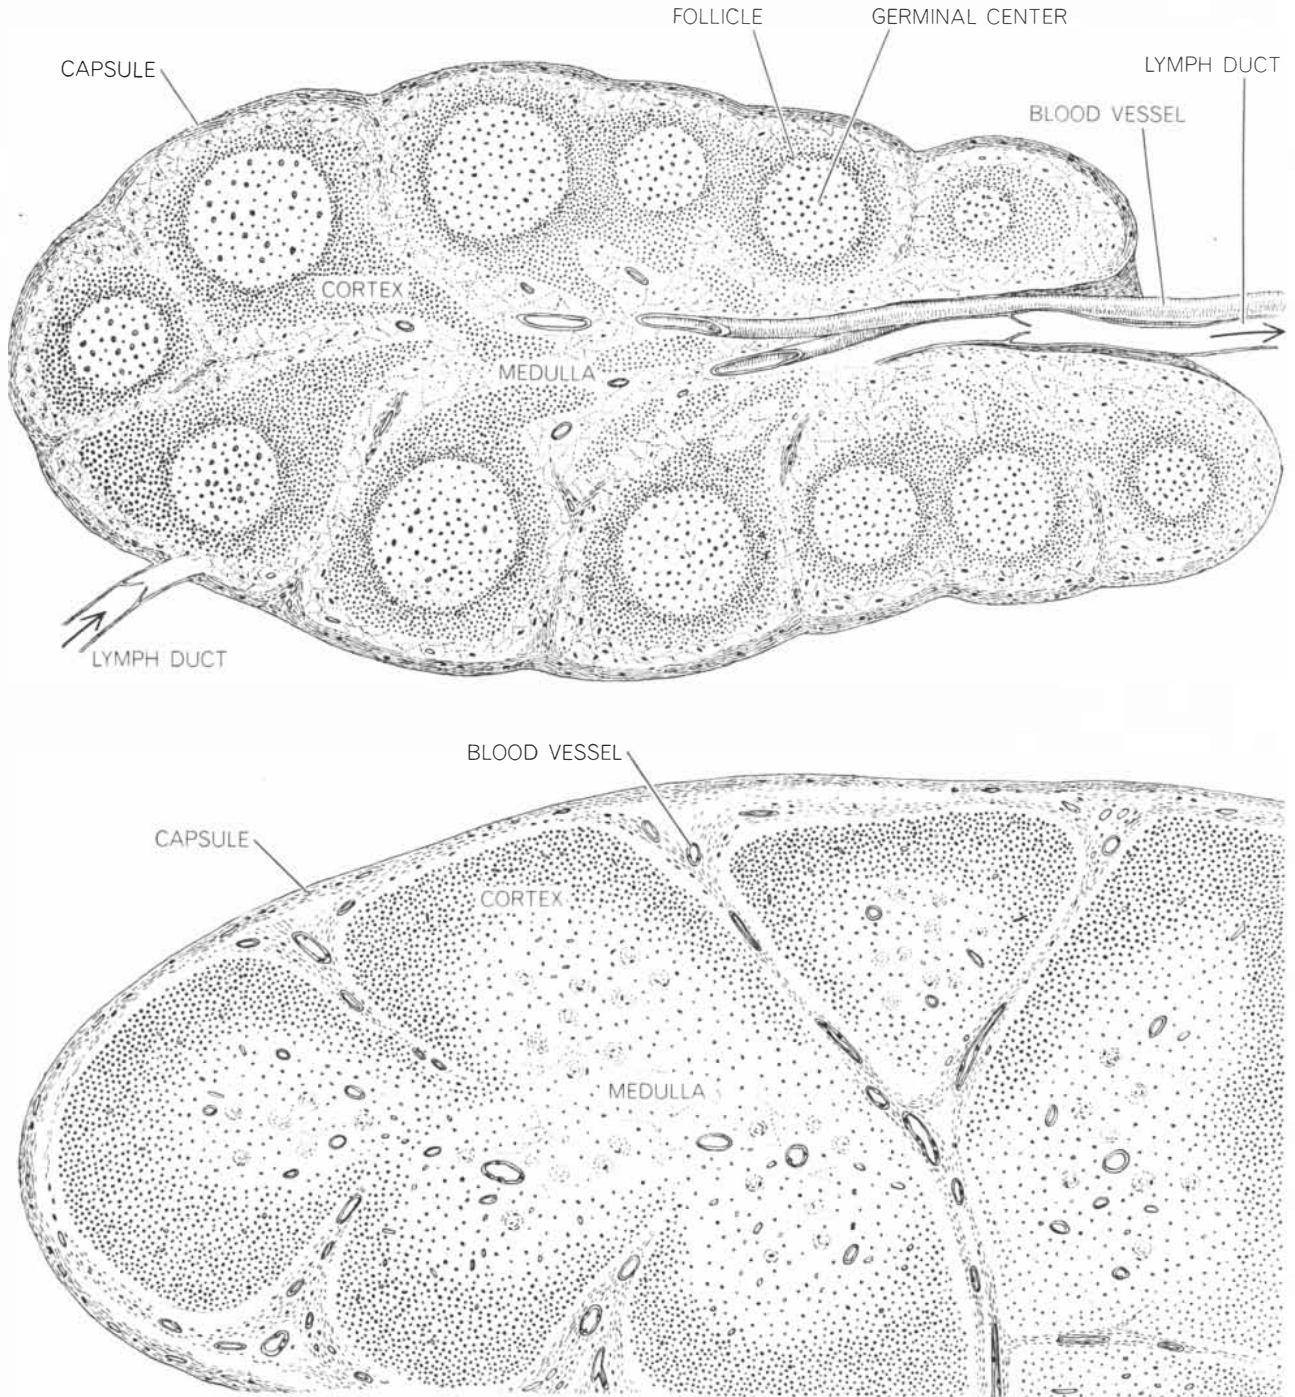 FOLLICLE
GERMINAL CENTER
CAPSULE
LYMPH DUCT
BLOOD VESSEL
CORTEX
MEDULLA
LYMPH DUCT
BLOOD VESSEL
CAPSULE
CORTEX
MEDULLA